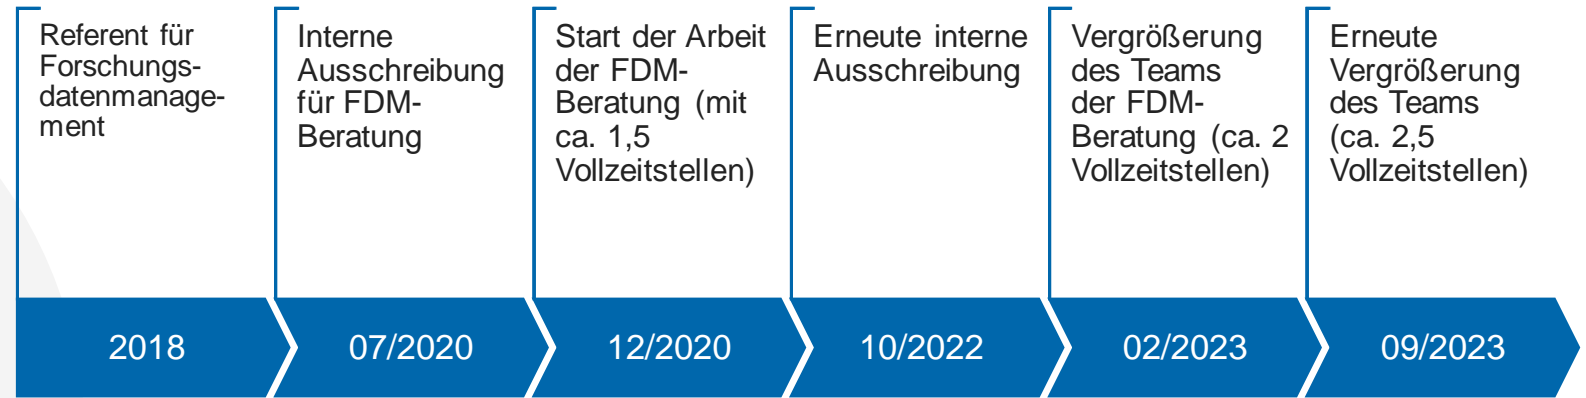 Referent für
Forschungs-
datenmanage-
ment
2018
Interne
Ausschreibung
für FDM-
Beratung
07/2020
Start der Arbeit
der FDM-
Beratung (mit
ca. 1,5
Vollzeitstellen)
12/2020
Erneute interne
Ausschreibung
10/2022
Vergrößerung
des Teams
der FDM-
Beratung (ca. 2
Vollzeitstellen)
02/2023
Erneute
Vergrößerung
des Teams
(ca. 2,5
Vollzeitstellen)
09/2023